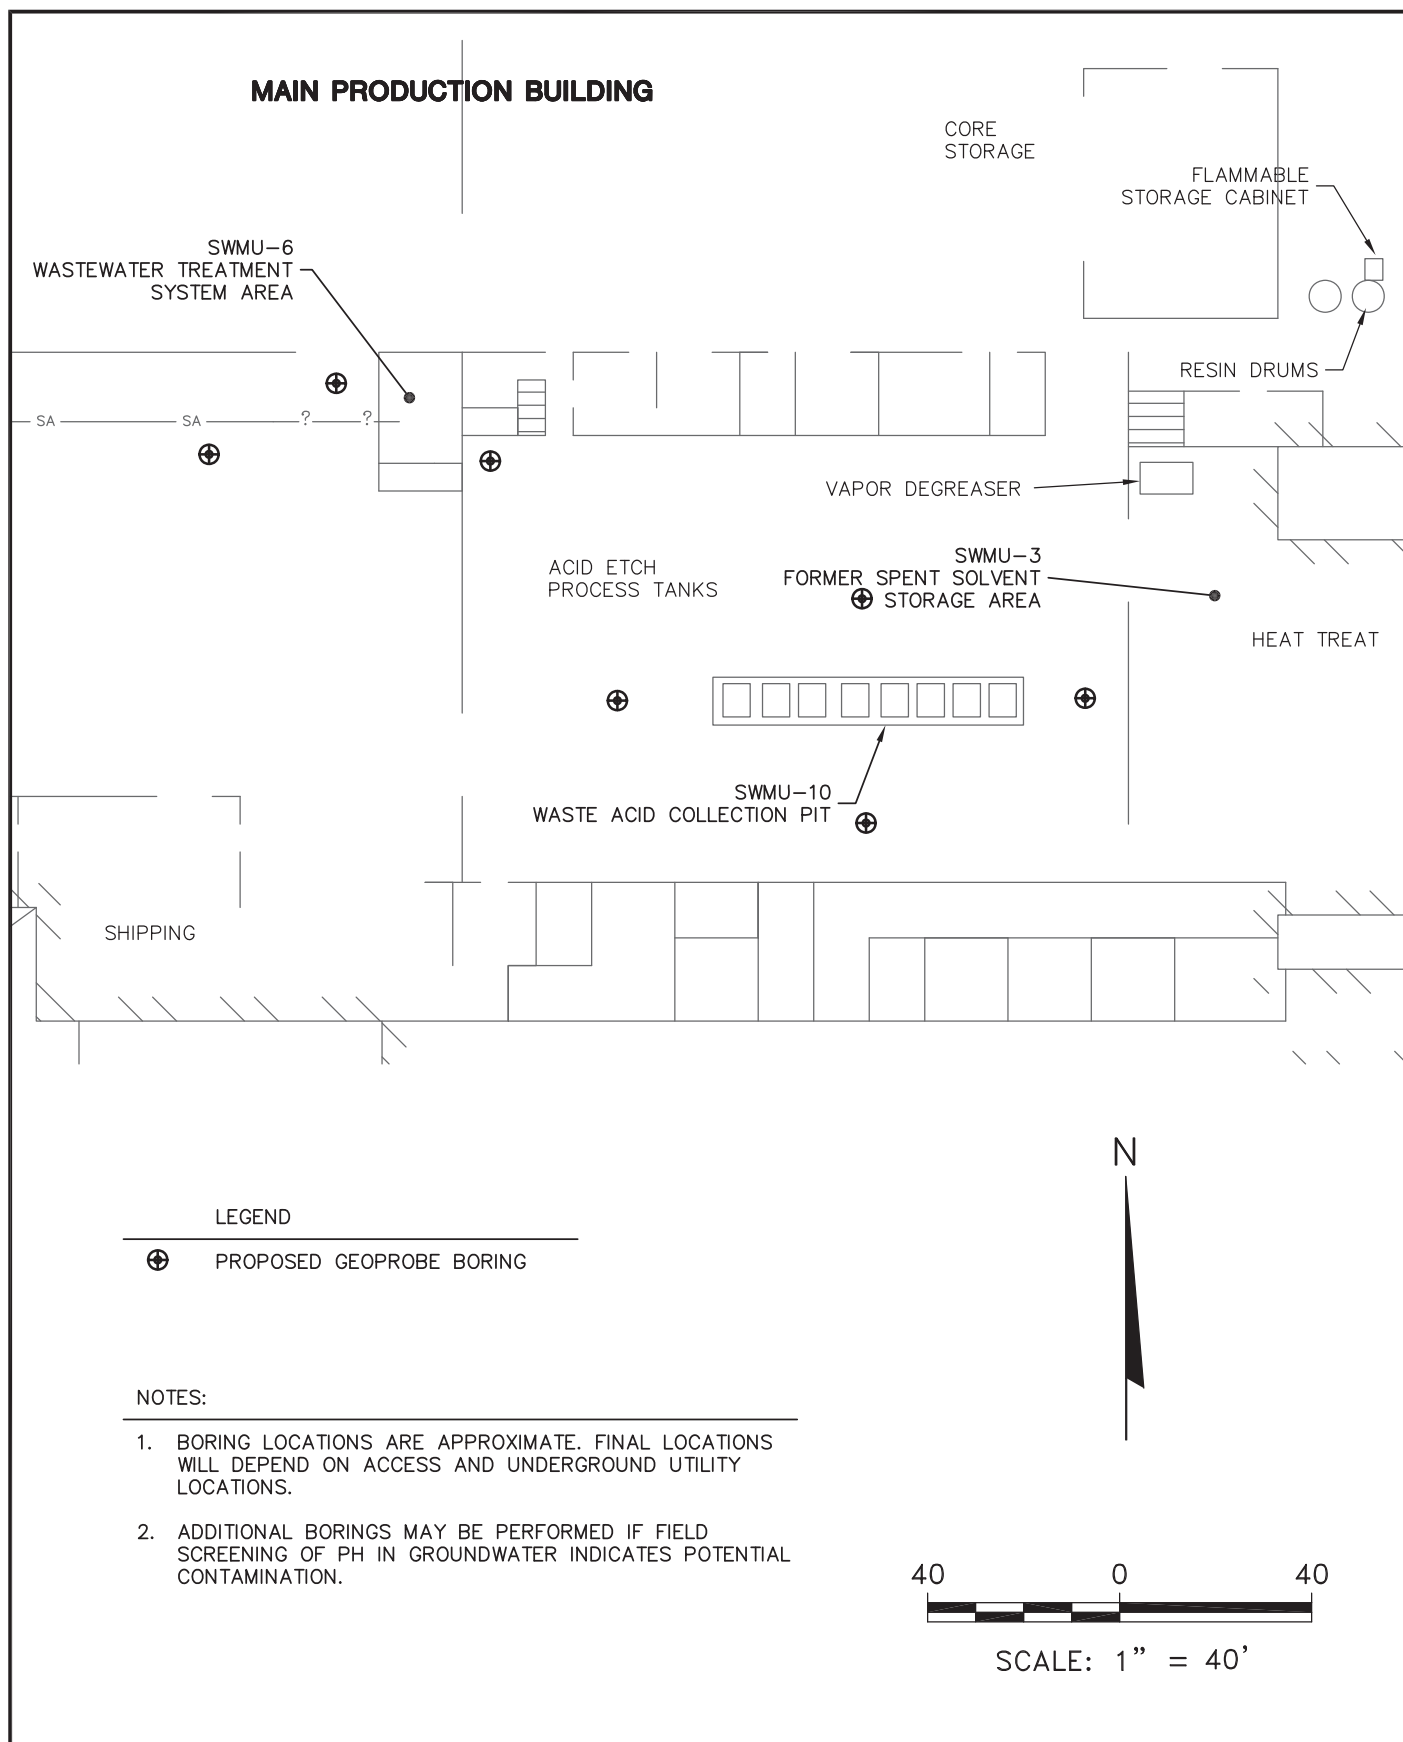 MAIN PRODUCTION BUILDING
CORE
STORAGE
FLAMMABLE
STORAGE CABINET
SWMU-6
WASTEWATER TREATMENT
SYSTEM AREA
RESIN DRUMS
SA
SA
?
?
VAPOR DEGREASER
SWMU-3
FORMER SPENT SOLVENT
STORAGE AREA
ACID ETCH
PROCESS TANKS
HEAT TREAT
SWMU-10
WASTE ACID COLLECTION PIT
SHIPPING
N
LEGEND
PROPOSED GEOPROBE BORING
NOTES:
1. BORING LOCATIONS ARE APPROXIMATE. FINAL LOCATIONS
WILL DEPEND ON ACCESS AND UNDERGROUND UTILITY
LOCATIONS.
2. ADDITIONAL BORINGS MAY BE PERFORMED IF FIELD
SCREENING OF PH IN GROUNDWATER INDICATES POTENTIAL
CONTAMINATION.
40 0 40
SCALE: 1" = 40'